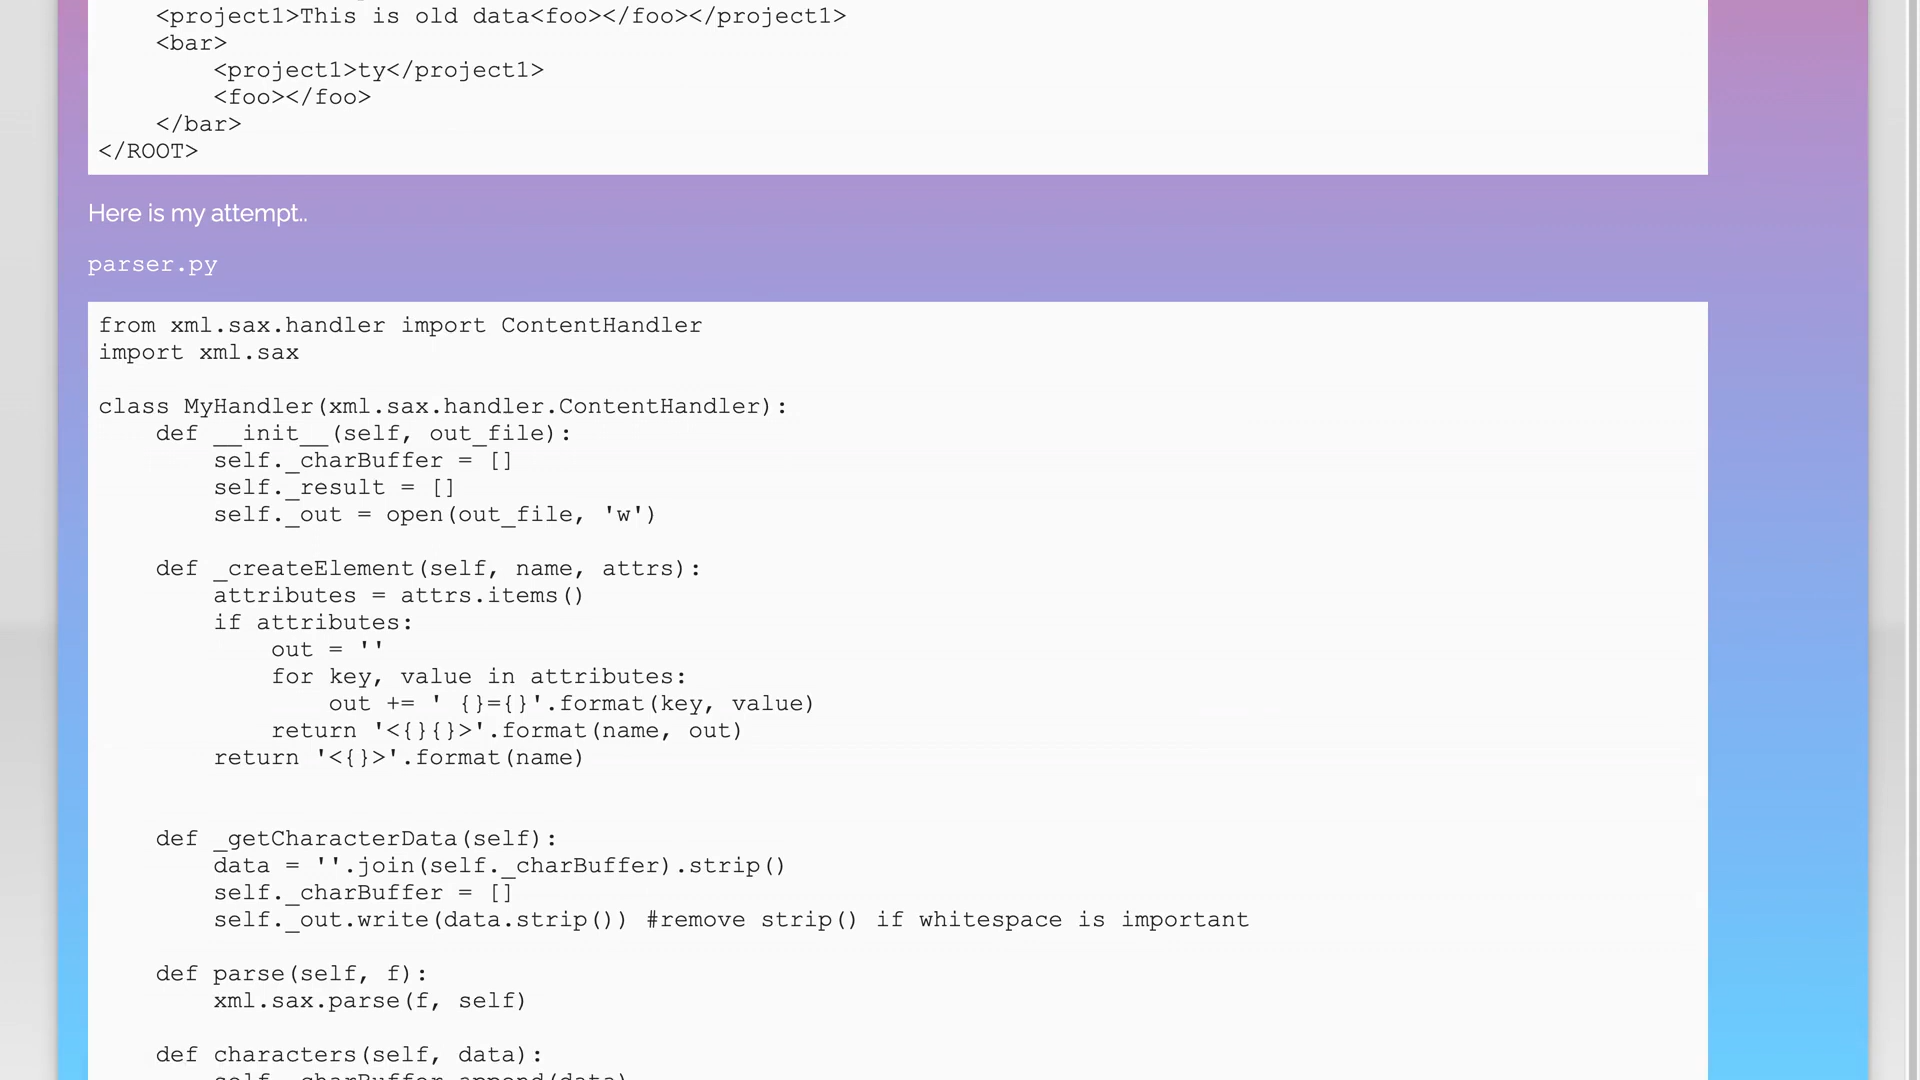 <project1>This is old data<foo></foo></project1>
<bar>
<project1>ty</project1>
<foo></foo>
</bar>
</ROOT>
Here is my attempt..
parser.py
from xml.sax.handler import ContentHandler
import xml.sax
class MyHandler(xml.sax.handler.ContentHandler):
def __init__(self, out_file):
self._charBuffer = []
self._result = []
self._out = open(out_file, 'w')
def _createElement(self, name, attrs):
attributes = attrs.items()
if attributes:
out = ''
for key, value in attributes:
out += ' {}={}'.format(key, value)
return '<{}{}>'.format(name, out)
return '<{}>'.format(name)
def _getCharacterData(self):
data = ''.join(self._charBuffer).strip()
self._charBuffer = []
self._out.write(data.strip()) #remove strip() if whitespace is important
def parse(self, f):
xml.sax.parse(f, self)
def characters(self, data):
self._charBuffer.append(data)